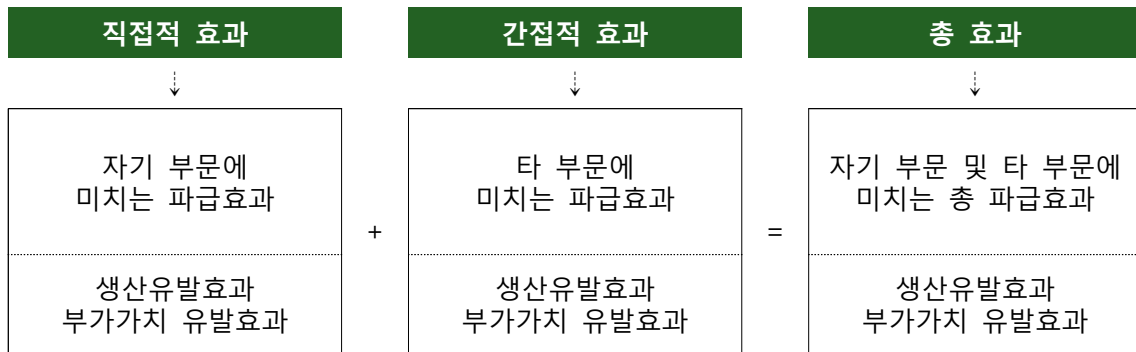 직접적 효과
간접적 효과
총 효과
자기 부문에
미치는 파급효과
+
타 부문에
미치는 파급효과
=
자기 부문 및 타 부문에
미치는 총 파급효과
생산유발효과
부가가치 유발효과
생산유발효과
부가가치 유발효과
생산유발효과
부가가치 유발효과